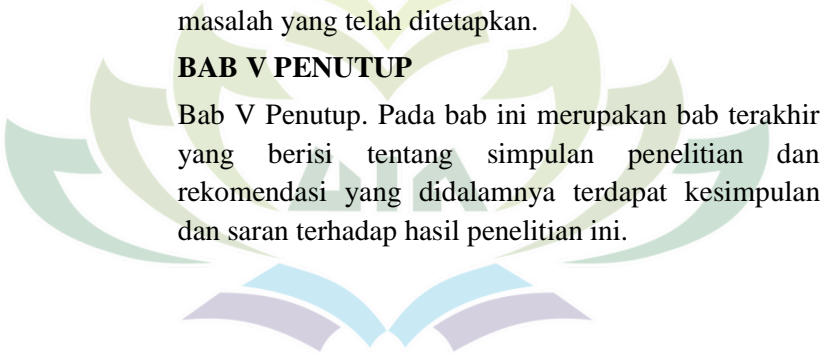 masalah yang telah ditetapkan.
BAB V PENUTUP
Bab V Penutup. Pada bab ini merupakan bab terakhir
yang berisi tentang simpulan penelitian dan
rekomendasi yang didalamnya terdapat kesimpulan
dan saran terhadap hasil penelitian ini.